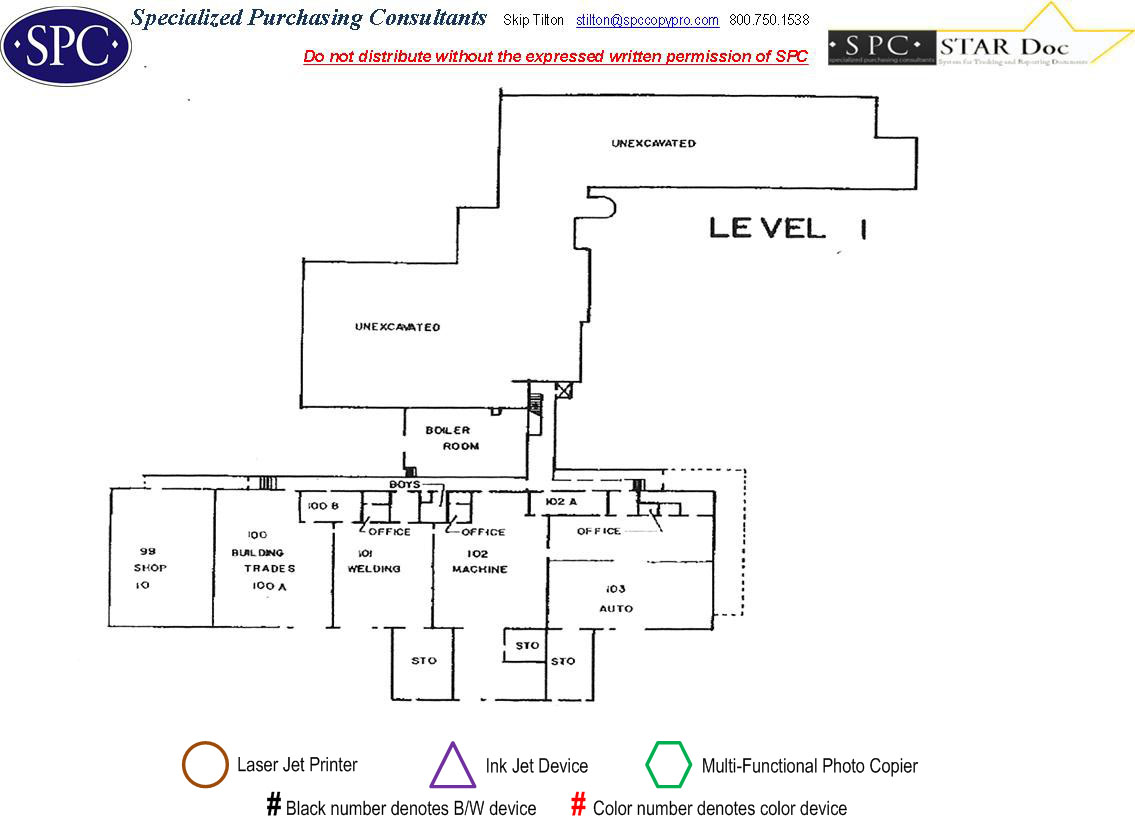 SPC
Specialized Purchasing Consultants Skip Tilton stilton@spccopypro.com 800.750.1538
Do not distribute without the expressed written permission of SPC
· S P C · STAR Doc
specialized purchasing consultants System for Tracking and Reporting Documents
UNEXCAVATED
LEVEL 1
UNEXCAVATED
BOILER
ROOM
BOYS
100 B
102 A
OFFICE
OFFICE
OFFICE
99
SHOP
10
100
BUILDING
TRADES
100 A
101
WELDING
102
MACHINE
103
AUTO
STO
STO
STO
Laser Jet Printer
Ink Jet Device
Multi-Functional Photo Copier
# Black number denotes B/W device
# Color number denotes color device